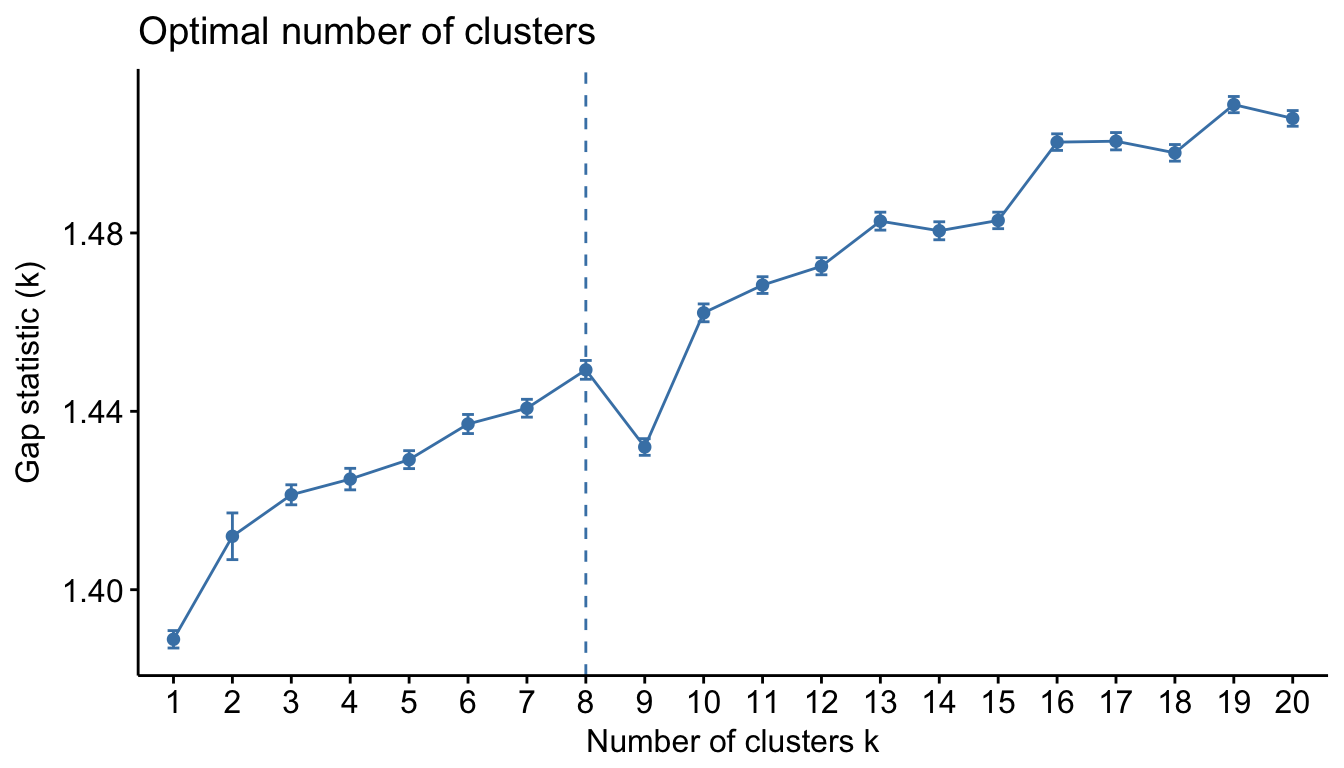 Optimal number of clusters
Gap statistic (k)
1.48
1.44
1.40
1 2 3 4 5 6 7 8 9 10 11 12 13 14 15 16 17 18 19 20
Number of clusters k